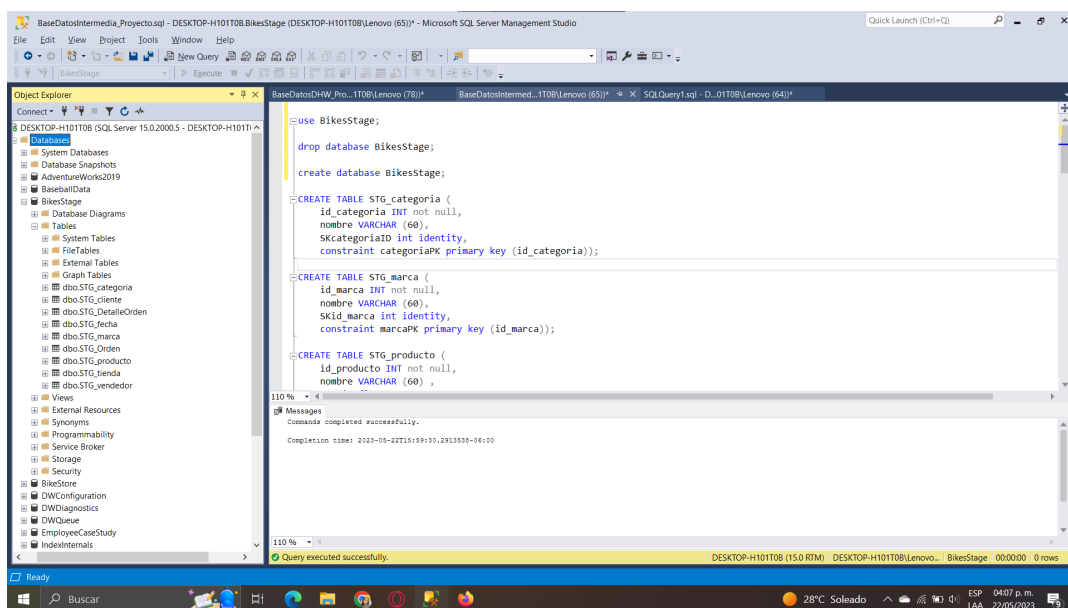 BaseDatosIntermedia_Proyecto.sql - DESKTOP-H101T0B.BikesStage (DESKTOP-H101T0B\Lenovo (65))* - Microsoft SQL Server Management Studio
Quick Launch (Ctrl+Q)
File Edit View Project Tools Window Help
New Query
BikesStage
Execute
Object Explorer
BaseDatosDHW_Pro...1T0B\Lenovo (78))*
BaseDatosIntermed...1T0B\Lenovo (65))*
SQLQuery1.sql - D...01T0B\Lenovo (64))*
Connect
DESKTOP-H101T0B (SQL Server 15.0.2000.5 - DESKTOP-H101T
Databases
System Databases
Database Snapshots
AdventureWorks2019
BaseballData
BikesStage
Database Diagrams
Tables
System Tables
FileTables
External Tables
Graph Tables
dbo.STG_categoria
dbo.STG_cliente
dbo.STG_DetalleOrden
dbo.STG_fecha
dbo.STG_marca
dbo.STG_Orden
dbo.STG_producto
dbo.STG_tienda
dbo.STG_vendedor
Views
External Resources
Synonyms
Programmability
Service Broker
Storage
Security
BikeStore
DWConfiguration
DWDiagnostics
DWQueue
EmployeeCaseStudy
IndexInternals
use BikesStage;
drop database BikesStage;
create database BikesStage;
CREATE TABLE STG_categoria (
id_categoria INT not null,
nombre VARCHAR (60),
SKcategoriaID int identity,
constraint categoriaPK primary key (id_categoria));
CREATE TABLE STG_marca (
id_marca INT not null,
nombre VARCHAR (60),
SKid_marca int identity,
constraint marcaPK primary key (id_marca));
CREATE TABLE STG_producto (
id_producto INT not null,
nombre VARCHAR (60) ,
110 %
Messages
Commands completed successfully.
Completion time: 2023-05-22T15:59:30.2913535-06:00
110 %
Query executed successfully.
DESKTOP-H101T0B (15.0 RTM) DESKTOP-H101T0B\Lenovo... BikesStage 00:00:00 0 rows
Ready
Buscar
28°C Soleado
ESP
LAA
04:07 p. m.
22/05/2023